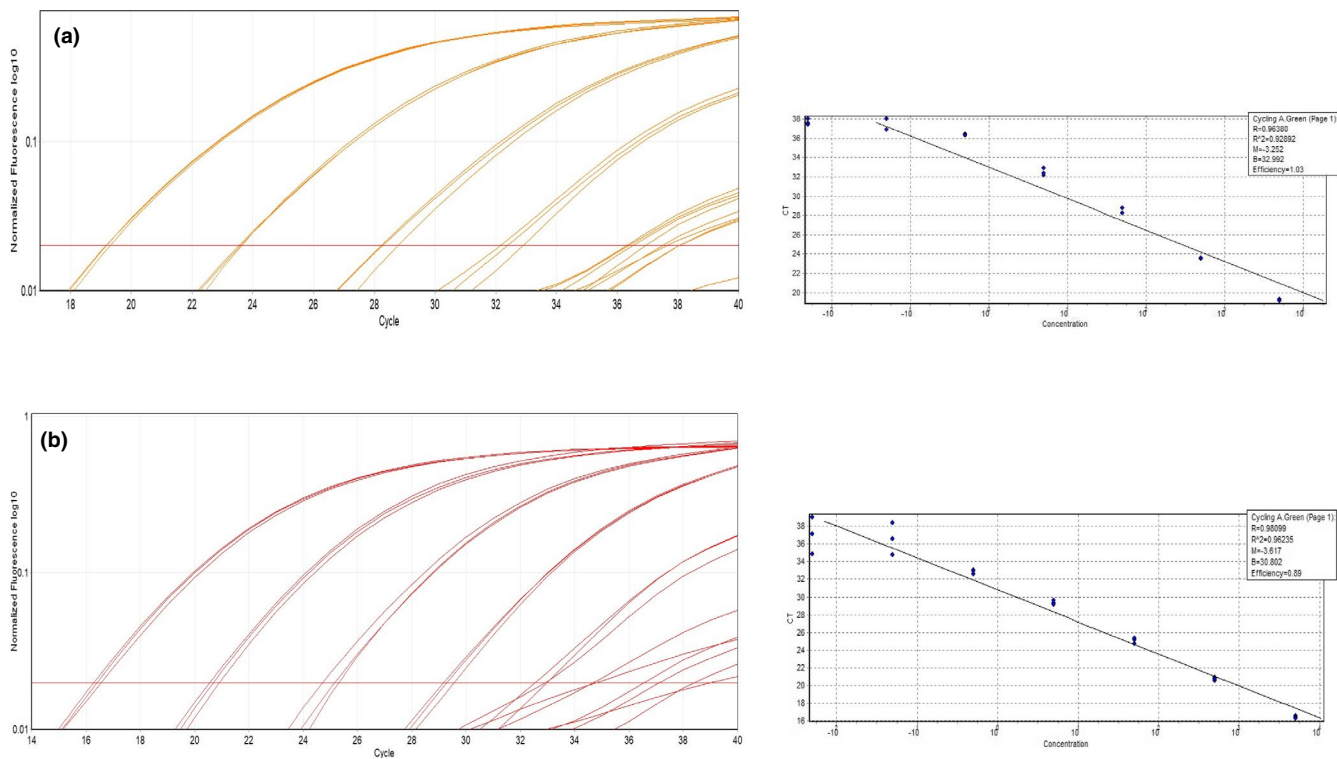 (a)
Normalized Fluorescence log10
0.1
0.01
18 20 22 24 26 28 30 32 34 36 38 40
Cycle
38
36
34
32
30
28
26
24
22
20
CT
Concentration
Cycling A.Green (Page 1)
R=0.96380
R^2=0.92892
M=-3.252
B=32.992
Efficiency=1.03
(b)
Normalized Fluorescence log10
1
0.1
0.01
14 16 18 20 22 24 26 28 30 32 34 36 38 40
Cycle
38
36
34
32
30
28
26
24
22
20
18
16
CT
Concentration
Cycling A.Green (Page 1):
R=0.98099
R^2=0.96235
M=-3.617
B=30.802
Efficiency=0.89